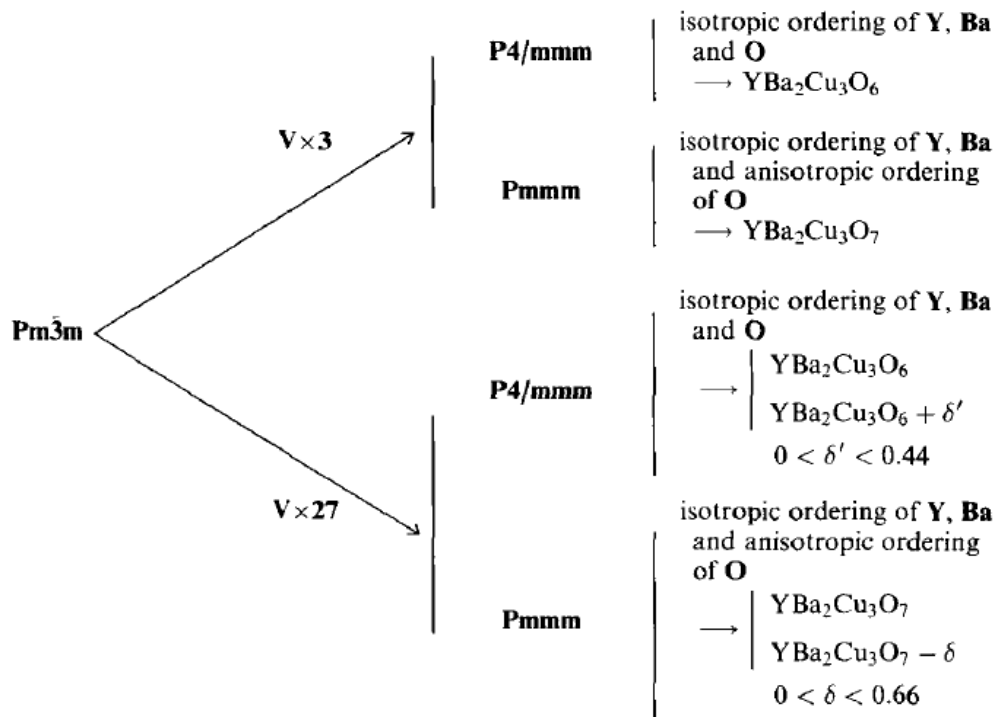 P4/mmm
isotropic ordering of Y, Ba
and O
⟶ YBa₂Cu₃O₆
V×3
Pmmm
isotropic ordering of Y, Ba
and anisotropic ordering
of O
⟶ YBa₂Cu₃O₇
Pm3̄m
P4/mmm
isotropic ordering of Y, Ba
and O
⟶
YBa₂Cu₃O₆
YBa₂Cu₃O₆ + δ′
0 < δ′ < 0.44
V×27
Pmmm
isotropic ordering of Y, Ba
and anisotropic ordering
of O
⟶
YBa₂Cu₃O₇
YBa₂Cu₃O₇ − δ
0 < δ < 0.66